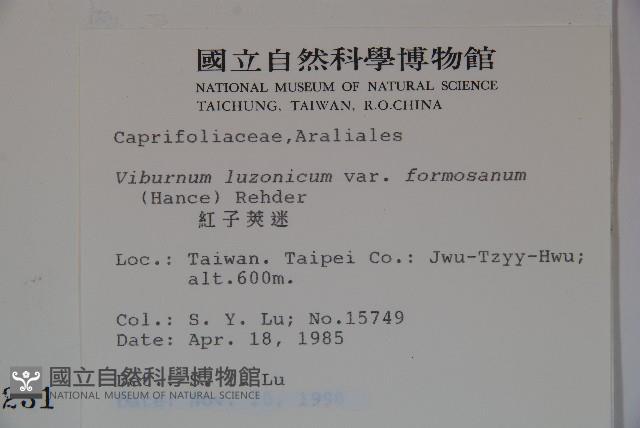 國立自然科學博物館
NATIONAL MUSEUM OF NATURAL SCIENCE
TAICHUNG, TAIWAN, R.O.CHINA
Caprifoliaceae,Araliales
Viburnum luzonicum var. formosanum
(Hance) Rehder
紅子莢迷
Loc.: Taiwan. Taipei Co.: Jwu-Tzyy-Hwu;
alt.600m.
Col.: S. Y. Lu; No.15749
Date: Apr. 18, 1985
Lu
國立自然科學博物館
NATIONAL MUSEUM OF NATURAL SCIENCE
231